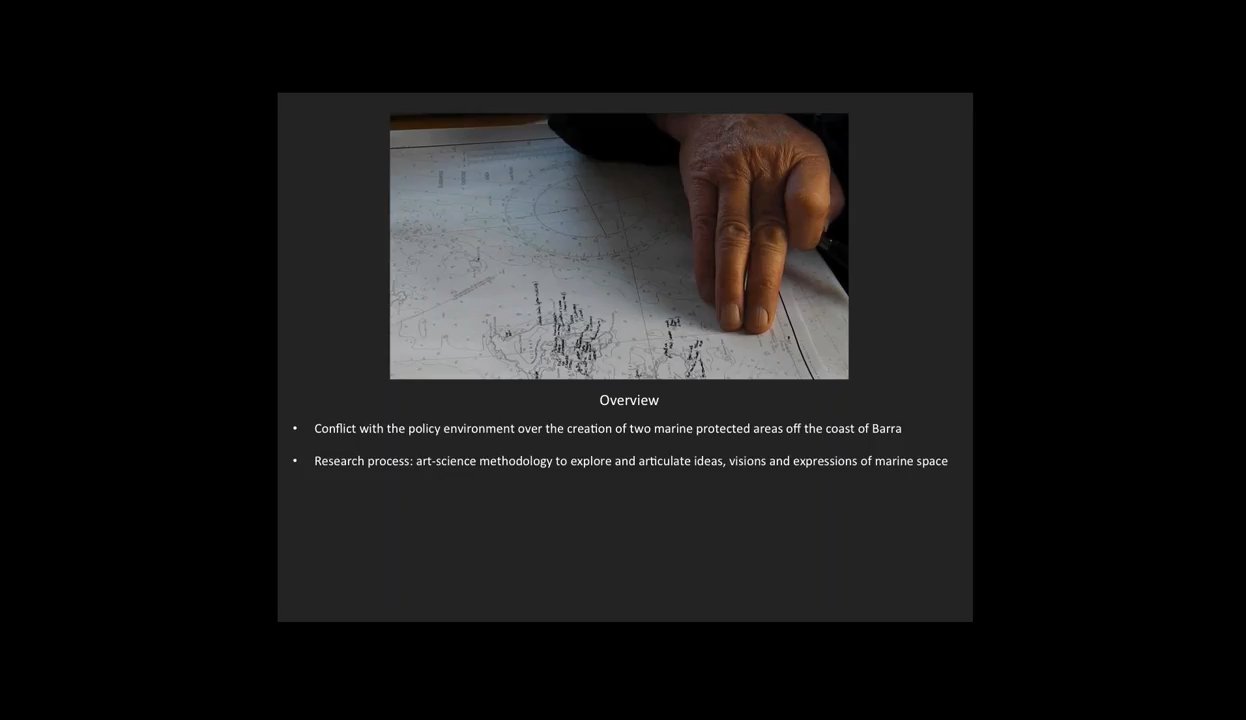 Overview
• Conflict with the policy environment over the creation of two marine protected areas off the coast of Barra
• Research process: art-science methodology to explore and articulate ideas, visions and expressions of marine space